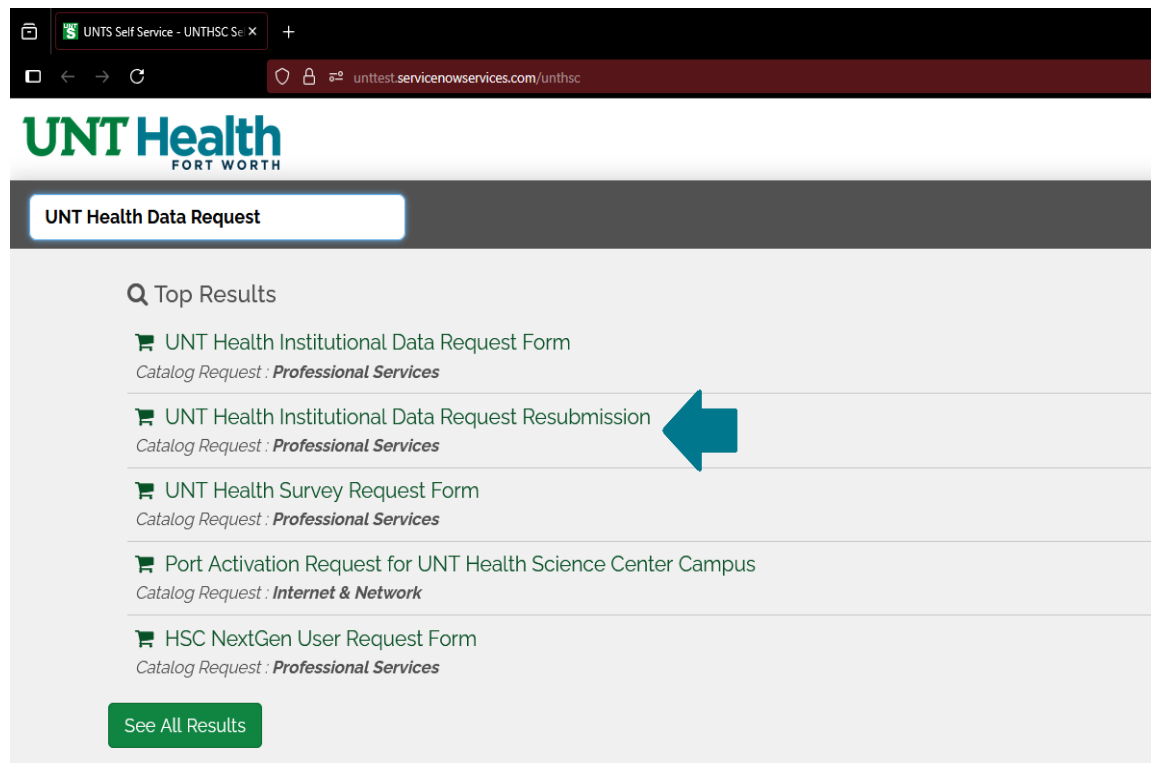 UNTS Self Service - UNTHSC Se
unttest.servicenowservices.com/unthsc
UNT Health
FORT WORTH
UNT Health Data Request
Top Results
UNT Health Institutional Data Request Form
Catalog Request : Professional Services
UNT Health Institutional Data Request Resubmission
Catalog Request : Professional Services
UNT Health Survey Request Form
Catalog Request : Professional Services
Port Activation Request for UNT Health Science Center Campus
Catalog Request : Internet & Network
HSC NextGen User Request Form
Catalog Request : Professional Services
See All Results